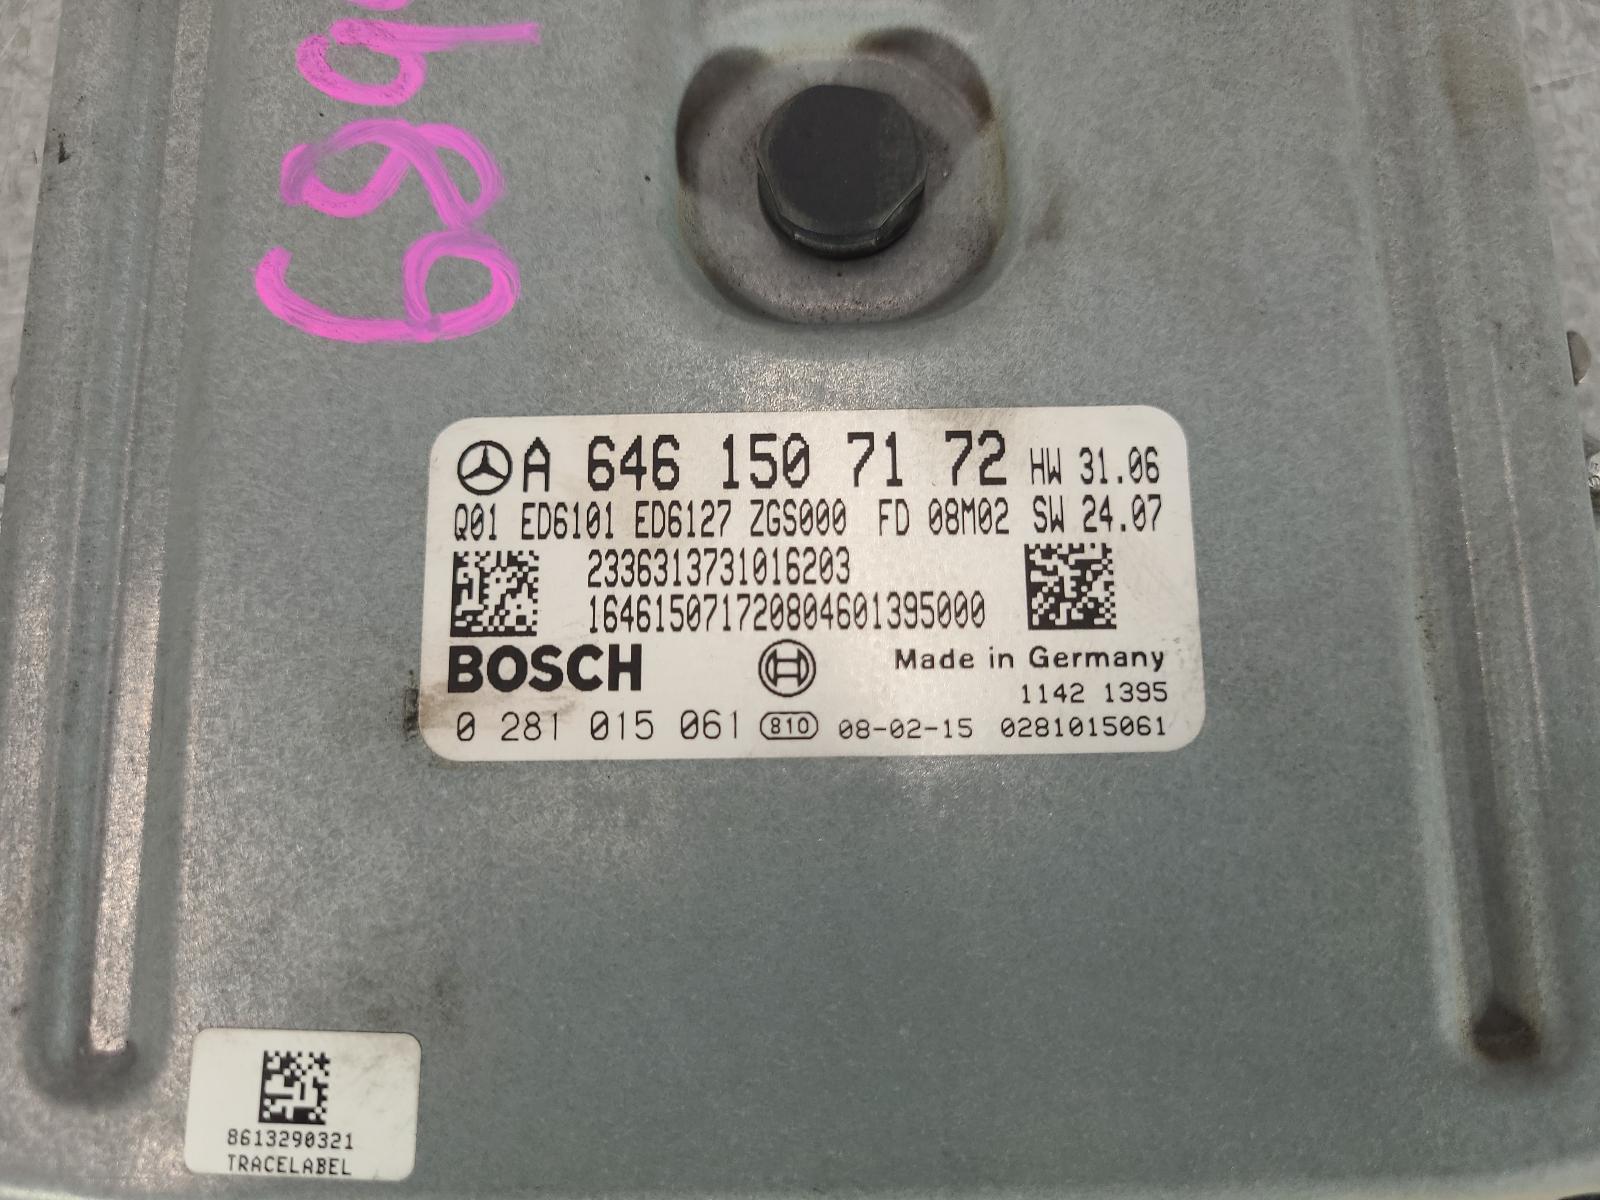 A 646 150 71 72 HW 31.06
Q01 ED6101 ED6127 ZGS000 FD 08M02 SW 24.07
2336313731016203
164615071720804601395000
BOSCH Made in Germany
1142 1395
0 281 015 061 810 08-02-15 0281015061
8613290321
TRACELABEL